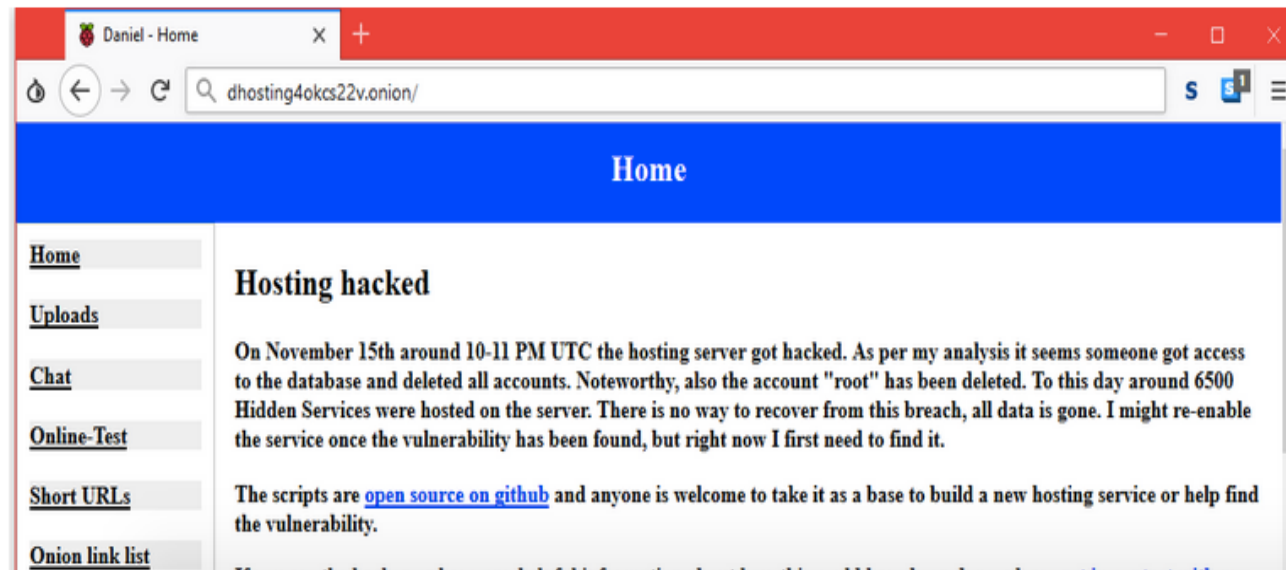 Daniel - Home
dhosting4okcs22v.onion/
S
1
Home
Home
Uploads
Chat
Online-Test
Short URLs
Onion link list
Hosting hacked
On November 15th around 10-11 PM UTC the hosting server got hacked. As per my analysis it seems someone got access
to the database and deleted all accounts. Noteworthy, also the account "root" has been deleted. To this day around 6500
Hidden Services were hosted on the server. There is no way to recover from this breach, all data is gone. I might re-enable
the service once the vulnerability has been found, but right now I first need to find it.
The scripts are open source on github and anyone is welcome to take it as a base to build a new hosting service or help find
the vulnerability.